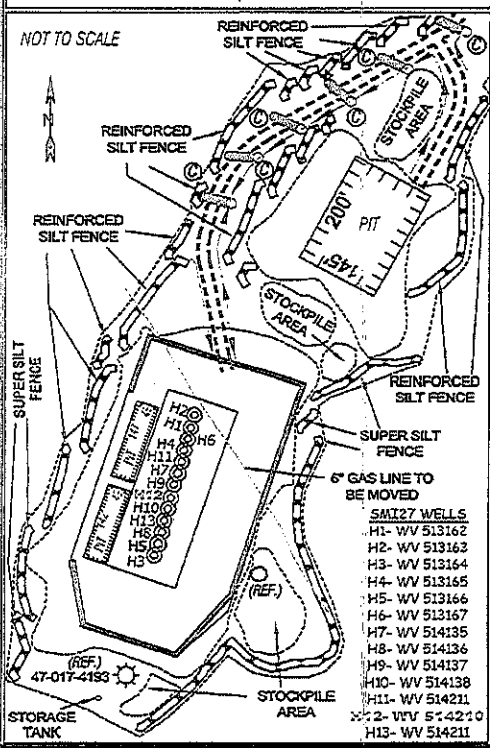 NOT TO SCALE
REINFORCED
SILT FENCE
C
C
C
C
N
STOCKPILE
AREA
REINFORCED
SILT FENCE
PIT
200'
145'
REINFORCED
SILT FENCE
STOCKPILE
AREA
REINFORCED
SILT FENCE
SUPER SILT
FENCE
SUPER SILT
FENCE
6" GAS LINE TO
BE MOVED
H2
H1
H6
H4
H11
H7
H9
H12
H10
H13
H8
H5
H3
SMI27 WELLS
H1- WV 513162
H2- WV 513163
H3- WV 513164
H4- WV 513165
H5- WV 513166
H6- WV 513167
H7- WV 514135
H8- WV 514136
H9- WV 514137
H10- WV 514138
H11- WV 514211
H12- WV 514210
H13- WV 514211
(REF.)
(REF.)
47-017-4193
STOCKPILE
AREA
STORAGE
TANK